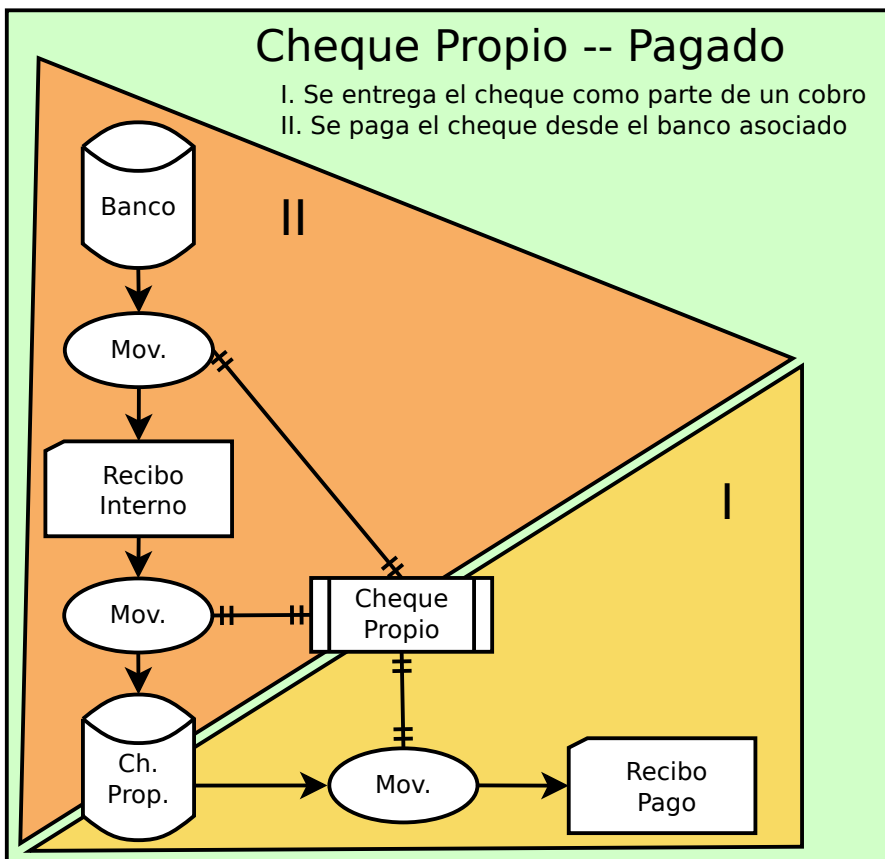 Cheque Propio -- Pagado
I. Se entrega el cheque como parte de un cobro
II. Se paga el cheque desde el banco asociado
Banco
II
Mov.
Recibo
Interno
I
Mov.
Cheque
Propio
Ch.
Prop.
Mov.
Recibo
Pago